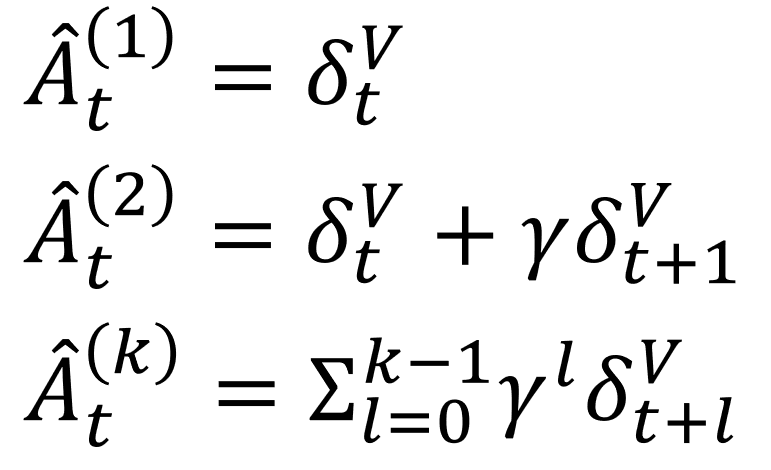 Â_t^(1) = δ_t^V
Â_t^(2) = δ_t^V + γδ_{t+1}^V
Â_t^(k) = Σ_{l=0}^{k−1} γ^l δ_{t+l}^V